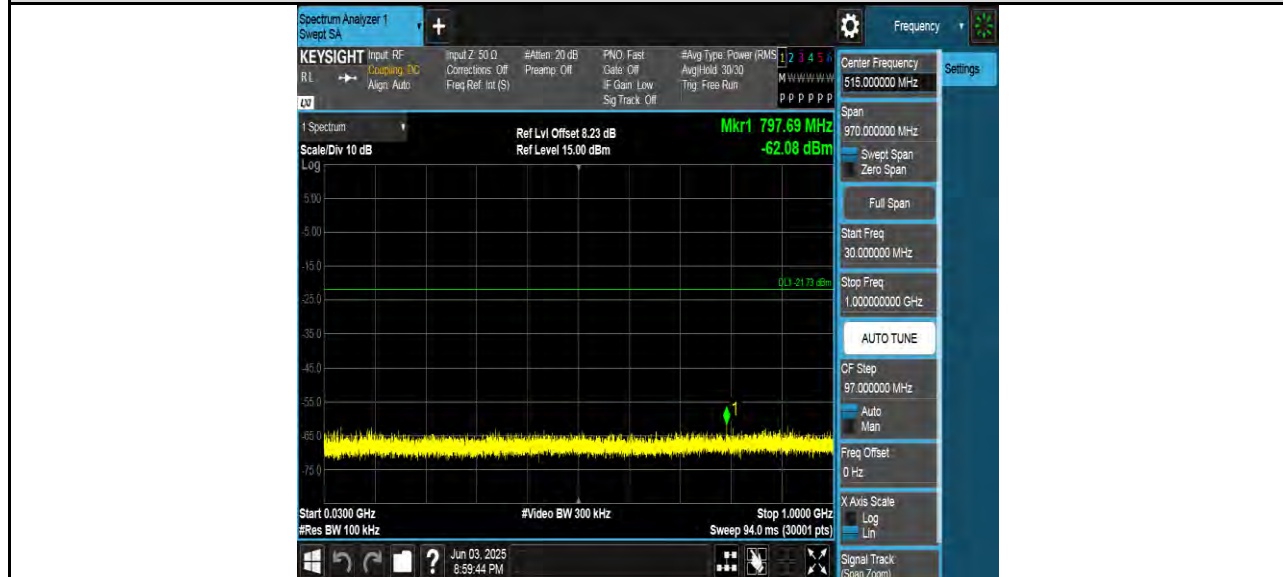 Spectrum Analyzer 1
Swept SA
+
Frequency
KEYSIGHT
RL
LXI
Input: RF
Coupling: DC
Align: Auto
Input Z: 50 Ω
Corrections: Off
Freq Ref: Int (S)
#Atten: 20 dB
Preamp: Off
PNO: Fast
Gate: Off
IF Gain: Low
Sig Track: Off
#Avg Type: Power (RMS
Avg|Hold: 30/30
Trig: Free Run
1 2 3 4 5 6
M W W W W W
P P P P P P
Center Frequency
515.000000 MHz
Settings
1 Spectrum
Scale/Div 10 dB
Ref Lvl Offset 8.23 dB
Ref Level 15.00 dBm
Mkr1 797.69 MHz
-62.08 dBm
Log
5.00
-5.00
-15.0
-25.0
-35.0
-45.0
-55.0
-65.0
-75.0
DL1 -21.73 dBm
1
Start 0.0300 GHz
#Res BW 100 kHz
#Video BW 300 kHz
Stop 1.0000 GHz
Sweep 94.0 ms (30001 pts)
Span
970.000000 MHz
Swept Span
Zero Span
Full Span
Start Freq
30.000000 MHz
Stop Freq
1.000000000 GHz
AUTO TUNE
CF Step
97.000000 MHz
Auto
Man
Freq Offset
0 Hz
X Axis Scale
Log
Lin
Signal Track
(Span Zoom)
?
Jun 03, 2025
8:59:44 PM